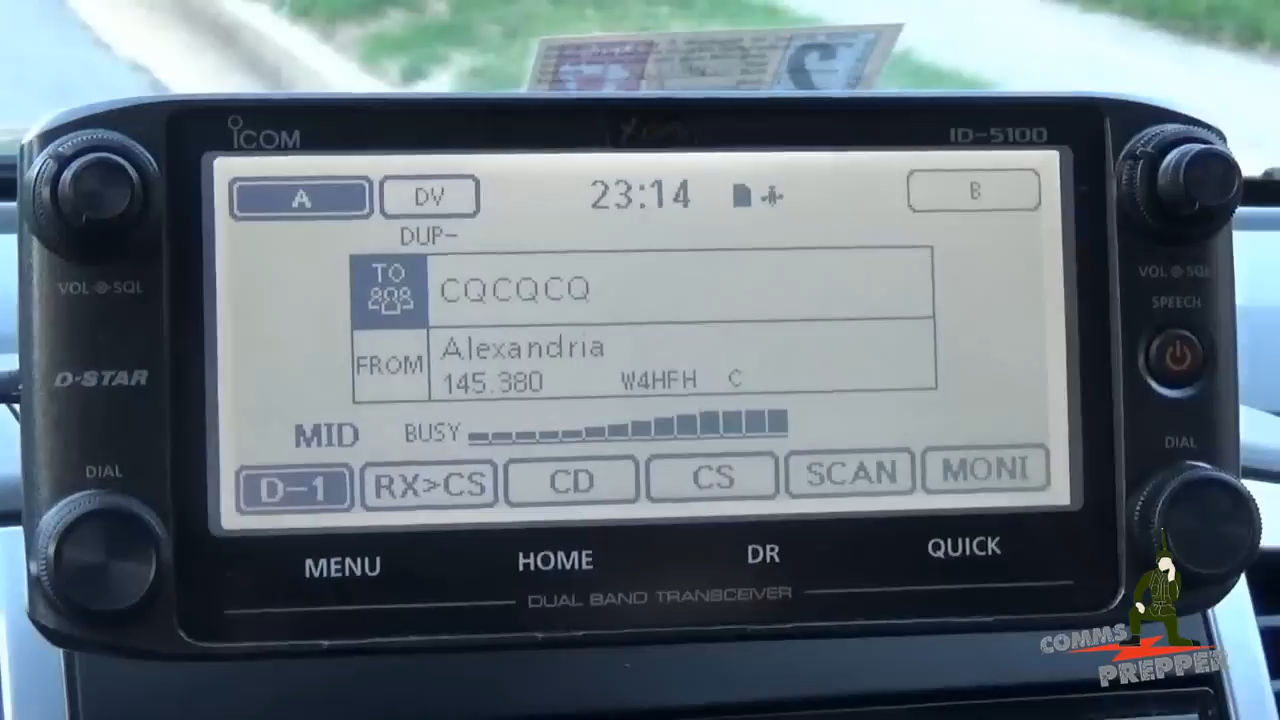 ICOM ID-5100
A DV 23:14 B
DUP-
TO CQCQCQ
FROM Alexandria
145.380 W4HFH C
MID BUSY
D-1 RX>CS CD CS SCAN MONI
MENU HOME DR QUICK
DUAL BAND TRANSCEIVER
VOL SQL
D-STAR
DIAL
VOL SQL
SPEECH
DIAL
COMMS
PREPPER